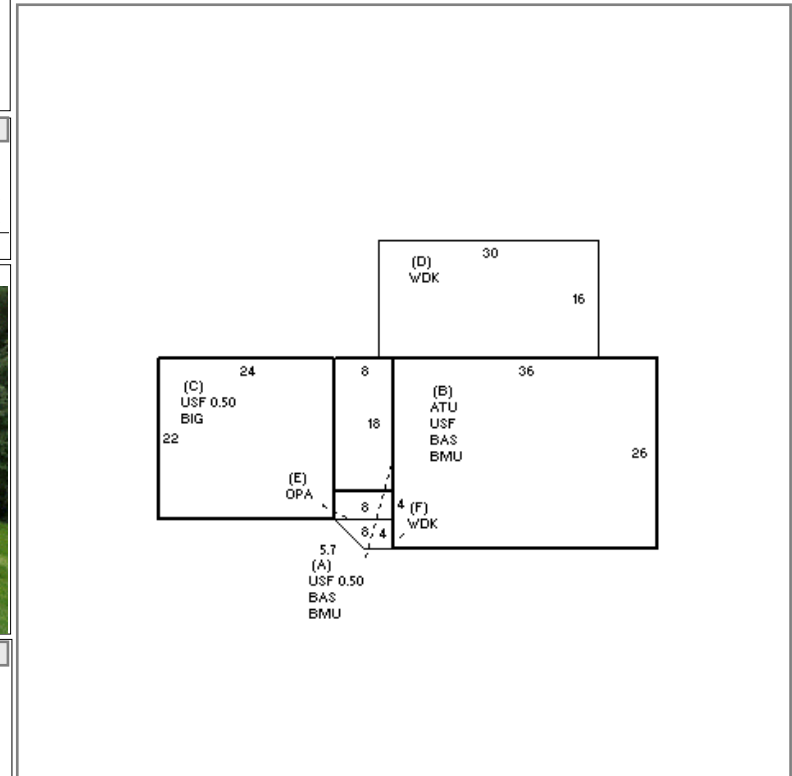 30
(D)
WDK
16
24
8
36
(C)
USF 0.50
BIG
(B)
ATU
USF
BAS
BMU
18
22
26
(E)
OPA
8
4
(F)
WDK
8
4
5.7
(A)
USF 0.50
BAS
BMU